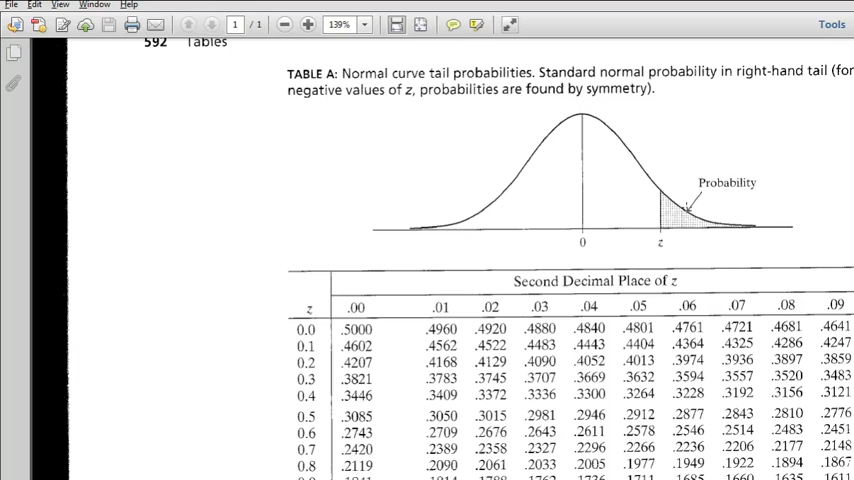 File Edit View Window Help
1 / 1 139% Tools
592 Tables
TABLE A: Normal curve tail probabilities. Standard normal probability in right-hand tail (for
negative values of z, probabilities are found by symmetry).
Probability
0 z
Second Decimal Place of z
z .00 .01 .02 .03 .04 .05 .06 .07 .08 .09
0.0 .5000 .4960 .4920 .4880 .4840 .4801 .4761 .4721 .4681 .4641
0.1 .4602 .4562 .4522 .4483 .4443 .4404 .4364 .4325 .4286 .4247
0.2 .4207 .4168 .4129 .4090 .4052 .4013 .3974 .3936 .3897 .3859
0.3 .3821 .3783 .3745 .3707 .3669 .3632 .3594 .3557 .3520 .3483
0.4 .3446 .3409 .3372 .3336 .3300 .3264 .3228 .3192 .3156 .3121
0.5 .3085 .3050 .3015 .2981 .2946 .2912 .2877 .2843 .2810 .2776
0.6 .2743 .2709 .2676 .2643 .2611 .2578 .2546 .2514 .2483 .2451
0.7 .2420 .2389 .2358 .2327 .2296 .2266 .2236 .2206 .2177 .2148
0.8 .2119 .2090 .2061 .2033 .2005 .1977 .1949 .1922 .1894 .1867